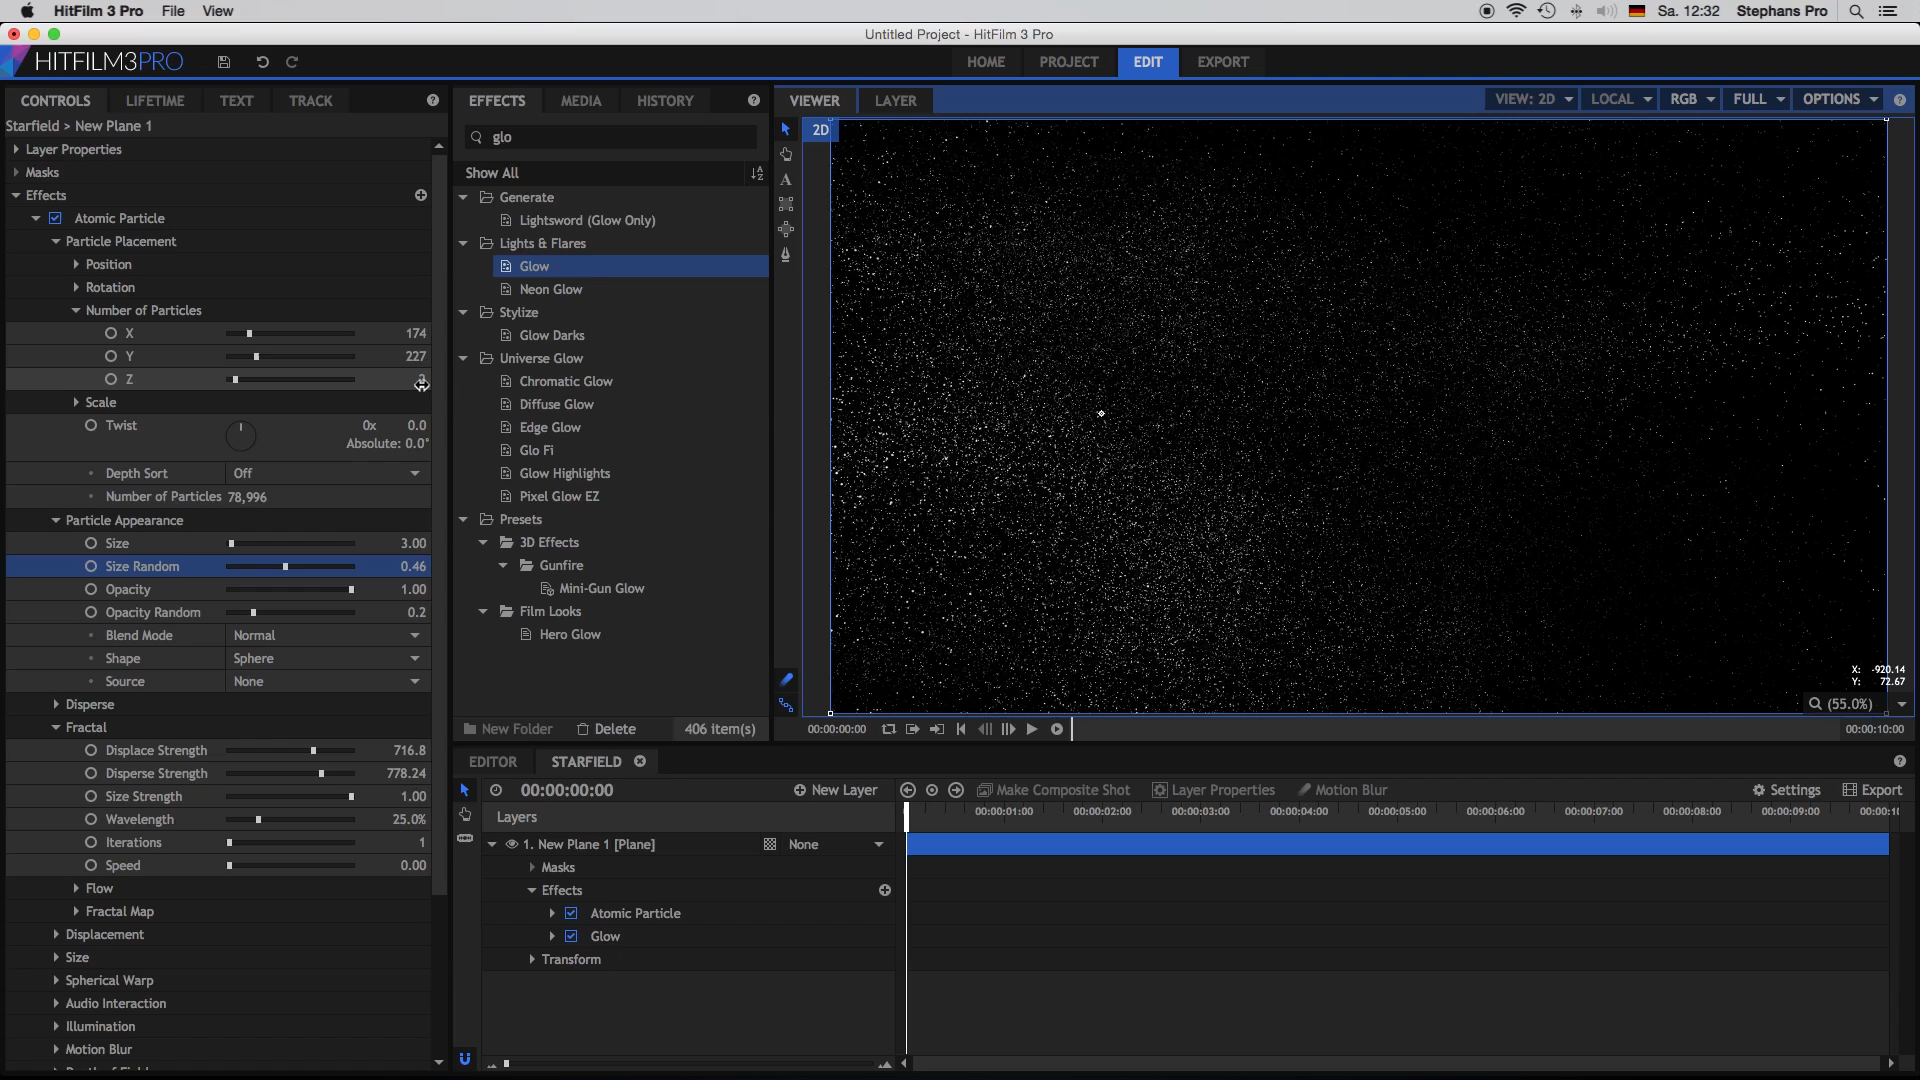 HitFilm 3 Pro File View
Sa. 12:32 Stephans Pro
Untitled Project - HitFilm 3 Pro
HITFILM3PRO
HOME PROJECT EDIT EXPORT
CONTROLS LIFETIME TEXT TRACK
Starfield > New Plane 1
Layer Properties
Masks
Effects
Atomic Particle
Particle Placement
Position
Rotation
Number of Particles
X 174
Y 227
Z
Scale
Twist 0x 0.0
Absolute: 0.0°
Depth Sort Off
Number of Particles 78,996
Particle Appearance
Size 3.00
Size Random 0.46
Opacity 1.00
Opacity Random 0.2
Blend Mode Normal
Shape Sphere
Source None
Disperse
Fractal
Displace Strength 716.8
Disperse Strength 778.24
Size Strength 1.00
Wavelength 25.0%
Iterations 1
Speed 0.00
Flow
Fractal Map
Displacement
Size
Spherical Warp
Audio Interaction
Illumination
Motion Blur
EFFECTS MEDIA HISTORY
glo
Show All
Generate
Lightsword (Glow Only)
Lights & Flares
Glow
Neon Glow
Stylize
Glow Darks
Universe Glow
Chromatic Glow
Diffuse Glow
Edge Glow
Glo Fi
Glow Highlights
Pixel Glow EZ
Presets
3D Effects
Gunfire
Mini-Gun Glow
Film Looks
Hero Glow
New Folder Delete 406 item(s)
VIEWER LAYER
VIEW: 2D LOCAL RGB FULL OPTIONS
2D
X: -920.14
Y: 72.67
(55.0%)
00:00:00:00
00:00:10:00
EDITOR STARFIELD
00:00:00:00 New Layer
Make Composite Shot Layer Properties Motion Blur Settings Export
Layers
00:00:01:00 00:00:02:00 00:00:03:00 00:00:04:00 00:00:05:00 00:00:06:00 00:00:07:00 00:00:08:00 00:00:09:00 00:00:10
1. New Plane 1 [Plane] None
Masks
Effects
Atomic Particle
Glow
Transform